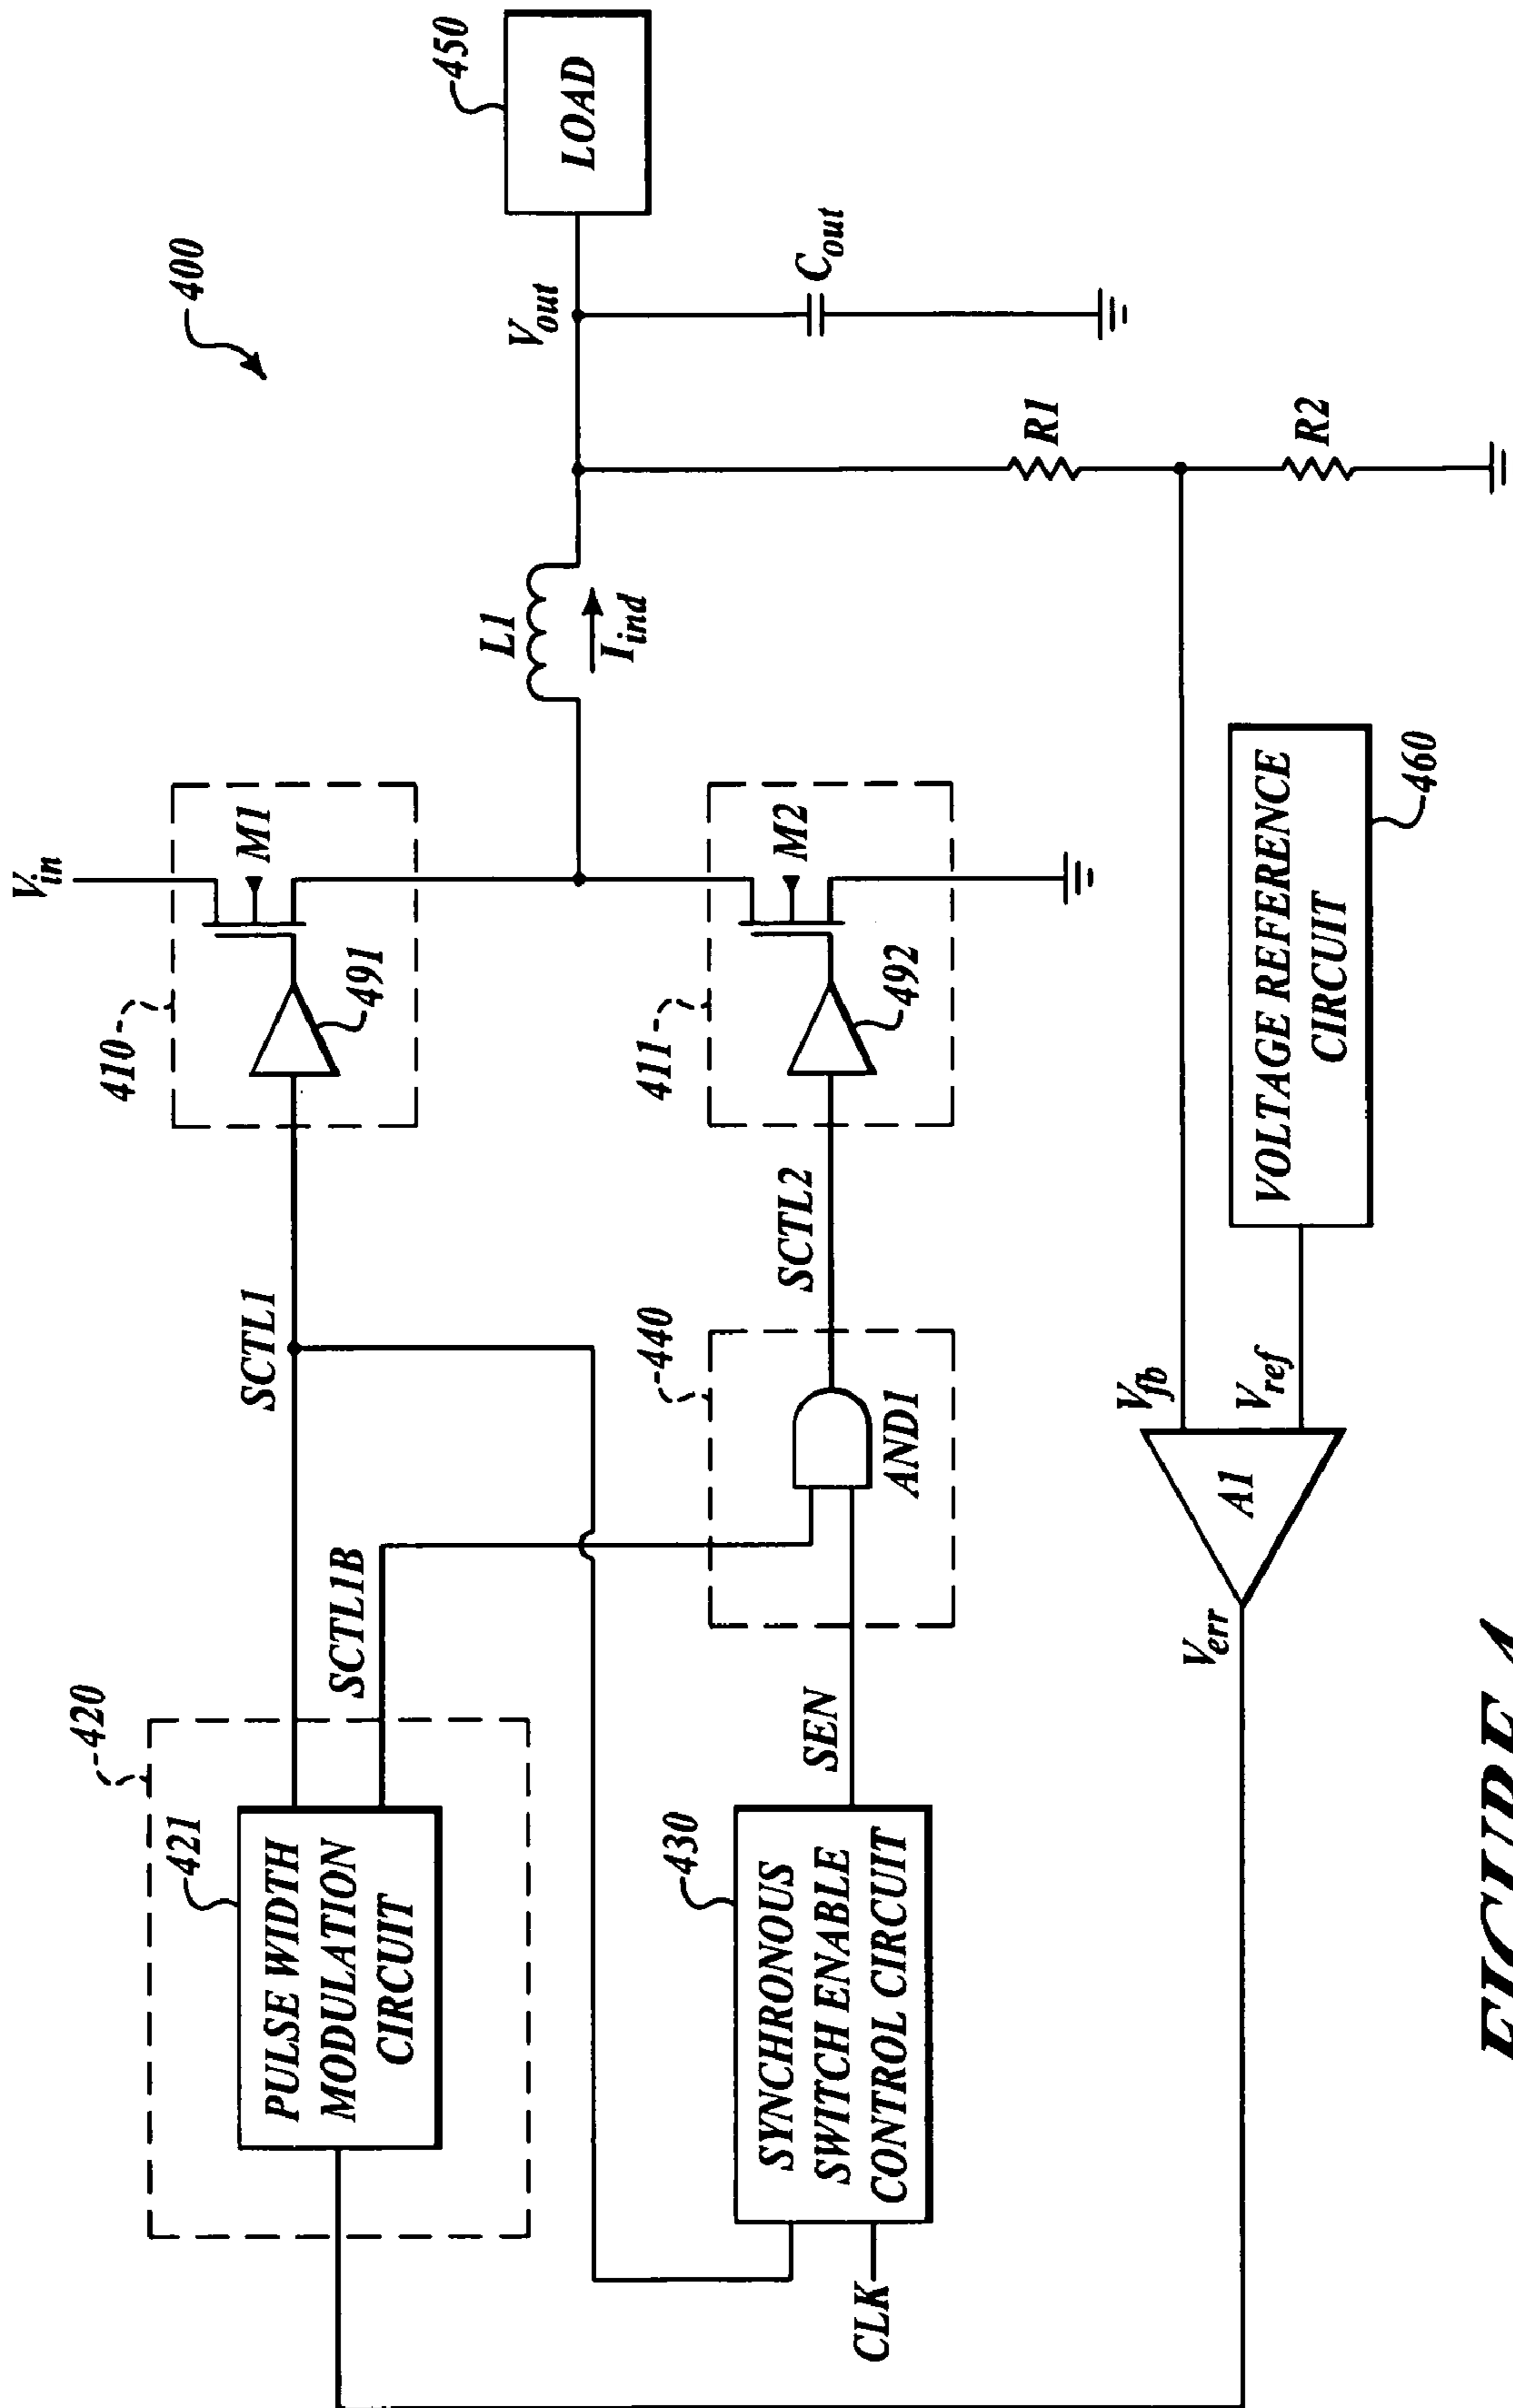 400
V_in
410
M1
491
SCTL1
420
421
PULSE WIDTH
MODULATION
CIRCUIT
SCTL1B
L1
I_ind
V_out
450
LOAD
C_out
411
M2
492
SCTL2
440
AND1
SEN
430
SYNCHRONOUS
SWITCH ENABLE
CONTROL CIRCUIT
CLK
R1
R2
V_fb
V_ref
A1
V_err
VOLTAGE REFERENCE
CIRCUIT
460
FIGURE 4